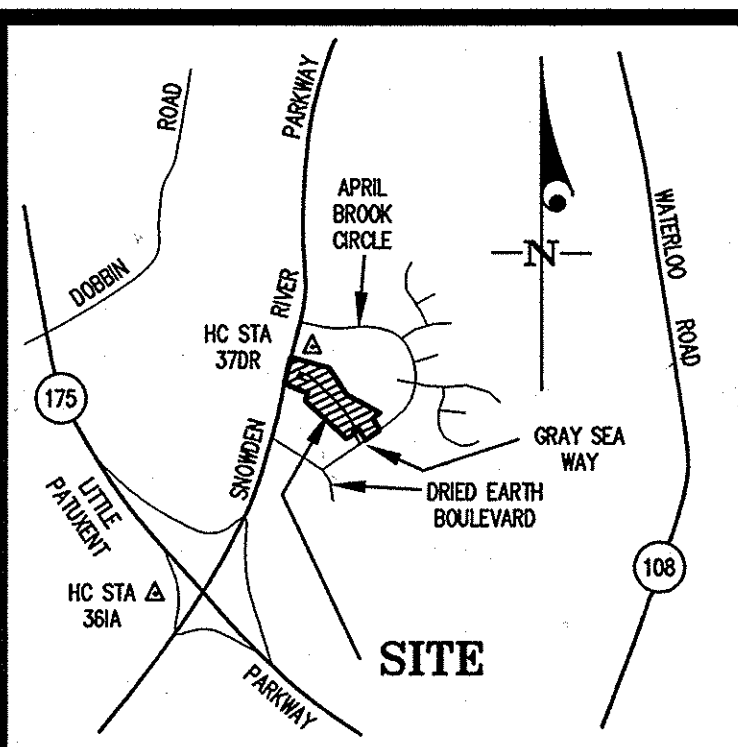 ROAD
DOBBIN
PARKWAY
RIVER
SNOWDEN
APRIL
BROOK
CIRCLE
N
WATERLOO
ROAD
HC STA
37DR
175
GRAY SEA
WAY
DRIED EARTH
BOULEVARD
LITTLE
PATUXENT
PARKWAY
HC STA
361A
108
SITE